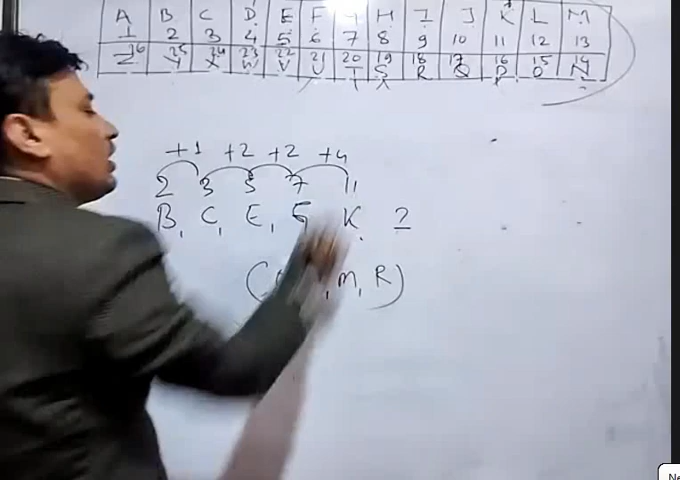 A B C D E F H I J K L M
1 2 3 4 5 6 7 8 9 10 11 12 13
26 25 24 23 22 21 20 19 18 17 16 15 14
Z Y X W V U T S R Q P O N
+1 +2 +2 +4
2 3 5 7 11
B, C, E, G K ?
( , M, R)
Ne